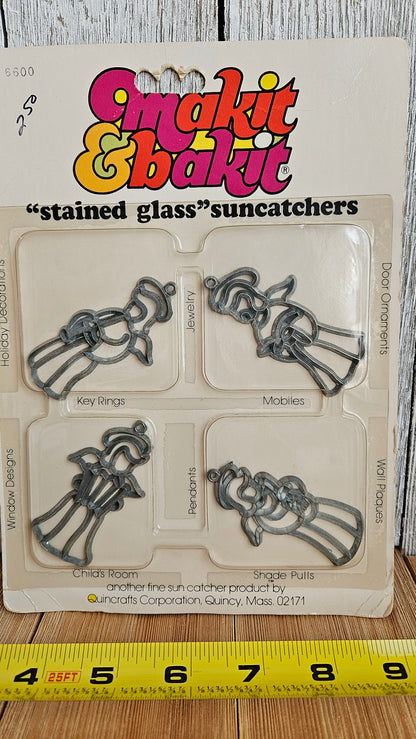 6600
2.50
makit
& bakit®
"stained glass" suncatchers
Holiday Decorations
Jewelry
Door Ornaments
Key Rings
Mobiles
Window Designs
Pendants
Wall Plaques
Child's Room
Shade Pulls
another fine sun catcher product by
Quincrafts Corporation, Quincy, Mass. 02171
4 25FT 5 6 7 8 9